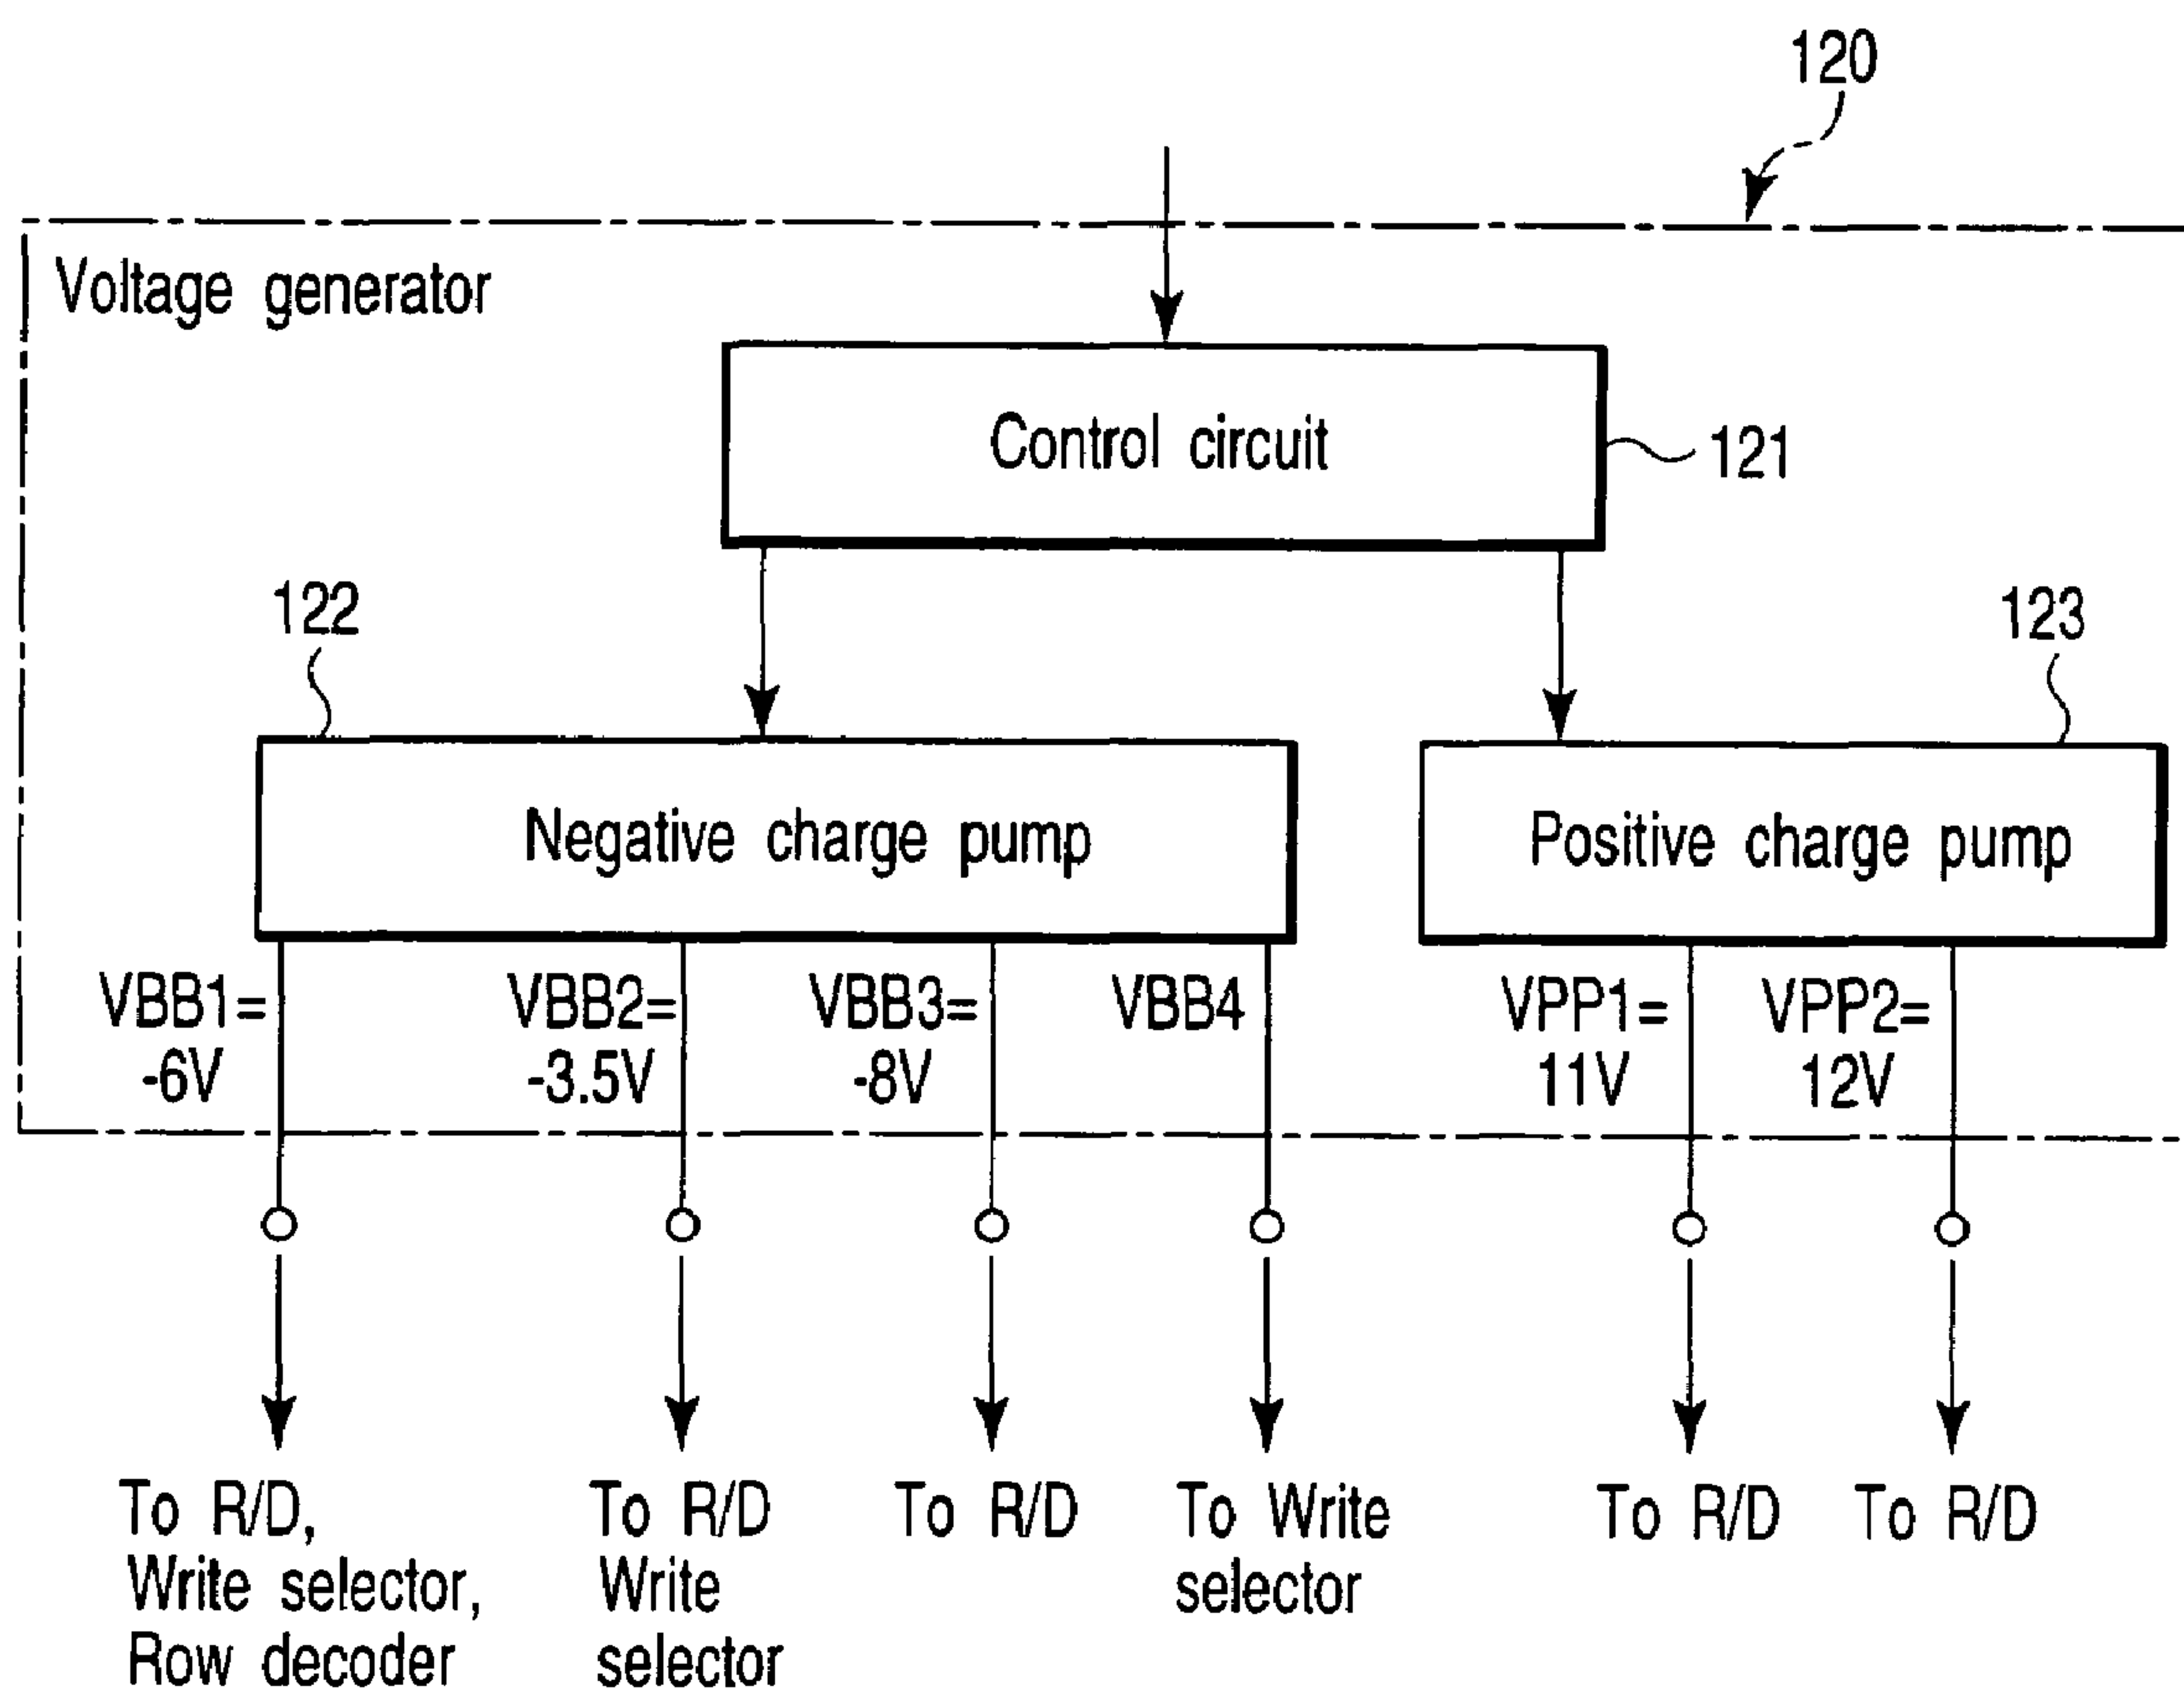 120
Voltage generator
Control circuit
121
122
123
Negative charge pump
Positive charge pump
VBB1=
-6V
VBB2=
-3.5V
VBB3=
-8V
VBB4
VPP1=
11V
VPP2=
12V
To R/D,
Write selector,
Row decoder
To R/D
Write
selector
To R/D
To Write
selector
To R/D
To R/D